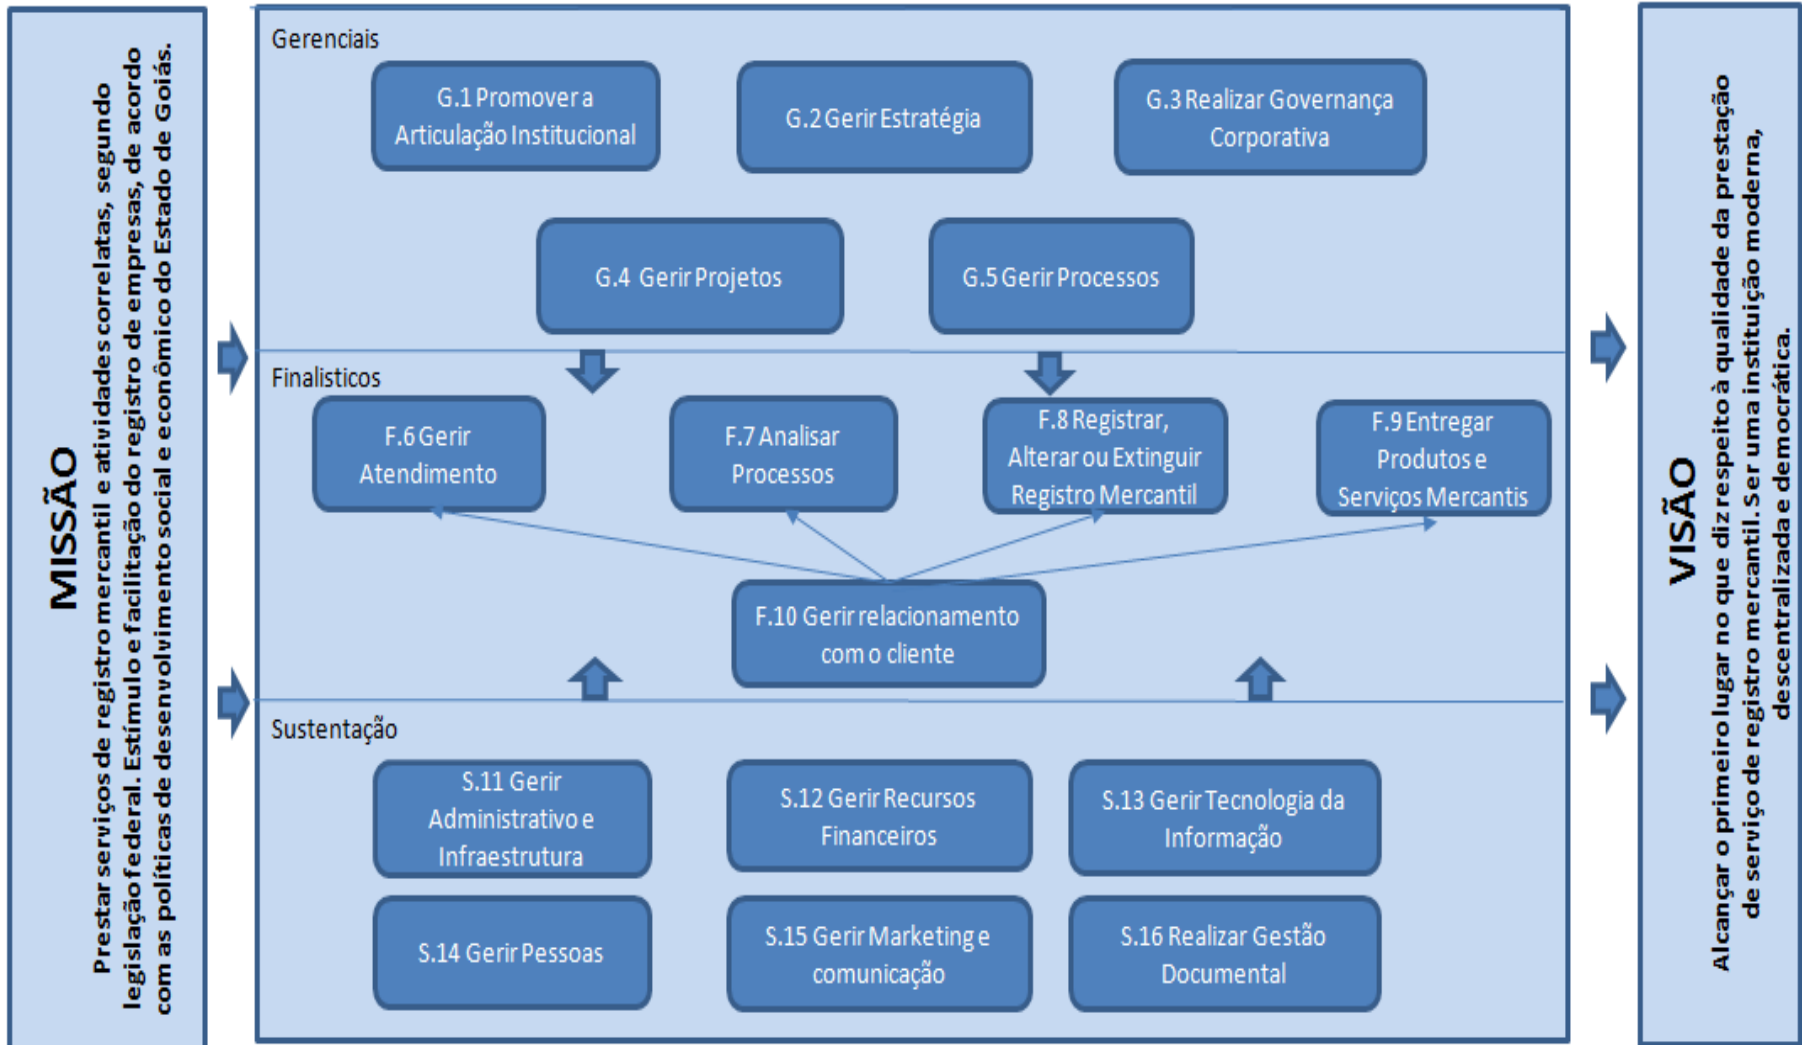 MISSÃO
Prestar serviços de registro mercantil e atividades correlatas, segundo
legislação federal. Estímulo e facilitação do registro de empresas, de acordo
com as políticas de desenvolvimento social e econômico do Estado de Goiás.
Gerenciais
G.1 Promover a
Articulação Institucional
G.2 Gerir Estratégia
G.3 Realizar Governança
Corporativa
G.4 Gerir Projetos
G.5 Gerir Processos
Finalisticos
F.6 Gerir
Atendimento
F.7 Analisar
Processos
F.8 Registrar,
Alterar ou Extinguir
Registro Mercantil
F.9 Entregar
Produtos e
Serviços Mercantis
F.10 Gerir relacionamento
com o cliente
Sustentação
S.11 Gerir
Administrativo e
Infraestrutura
S.12 Gerir Recursos
Financeiros
S.13 Gerir Tecnologia da
Informação
S.14 Gerir Pessoas
S.15 Gerir Marketing e
comunicação
S.16 Realizar Gestão
Documental
VISÃO
Alcançar o primeiro lugar no que diz respeito à qualidade da prestação
de serviço de registro mercantil. Ser uma instituição moderna,
descentralizada e democrática.